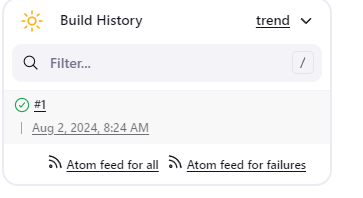 Build History trend
Filter... /
#1
Aug 2, 2024, 8:24 AM
Atom feed for all Atom feed for failures